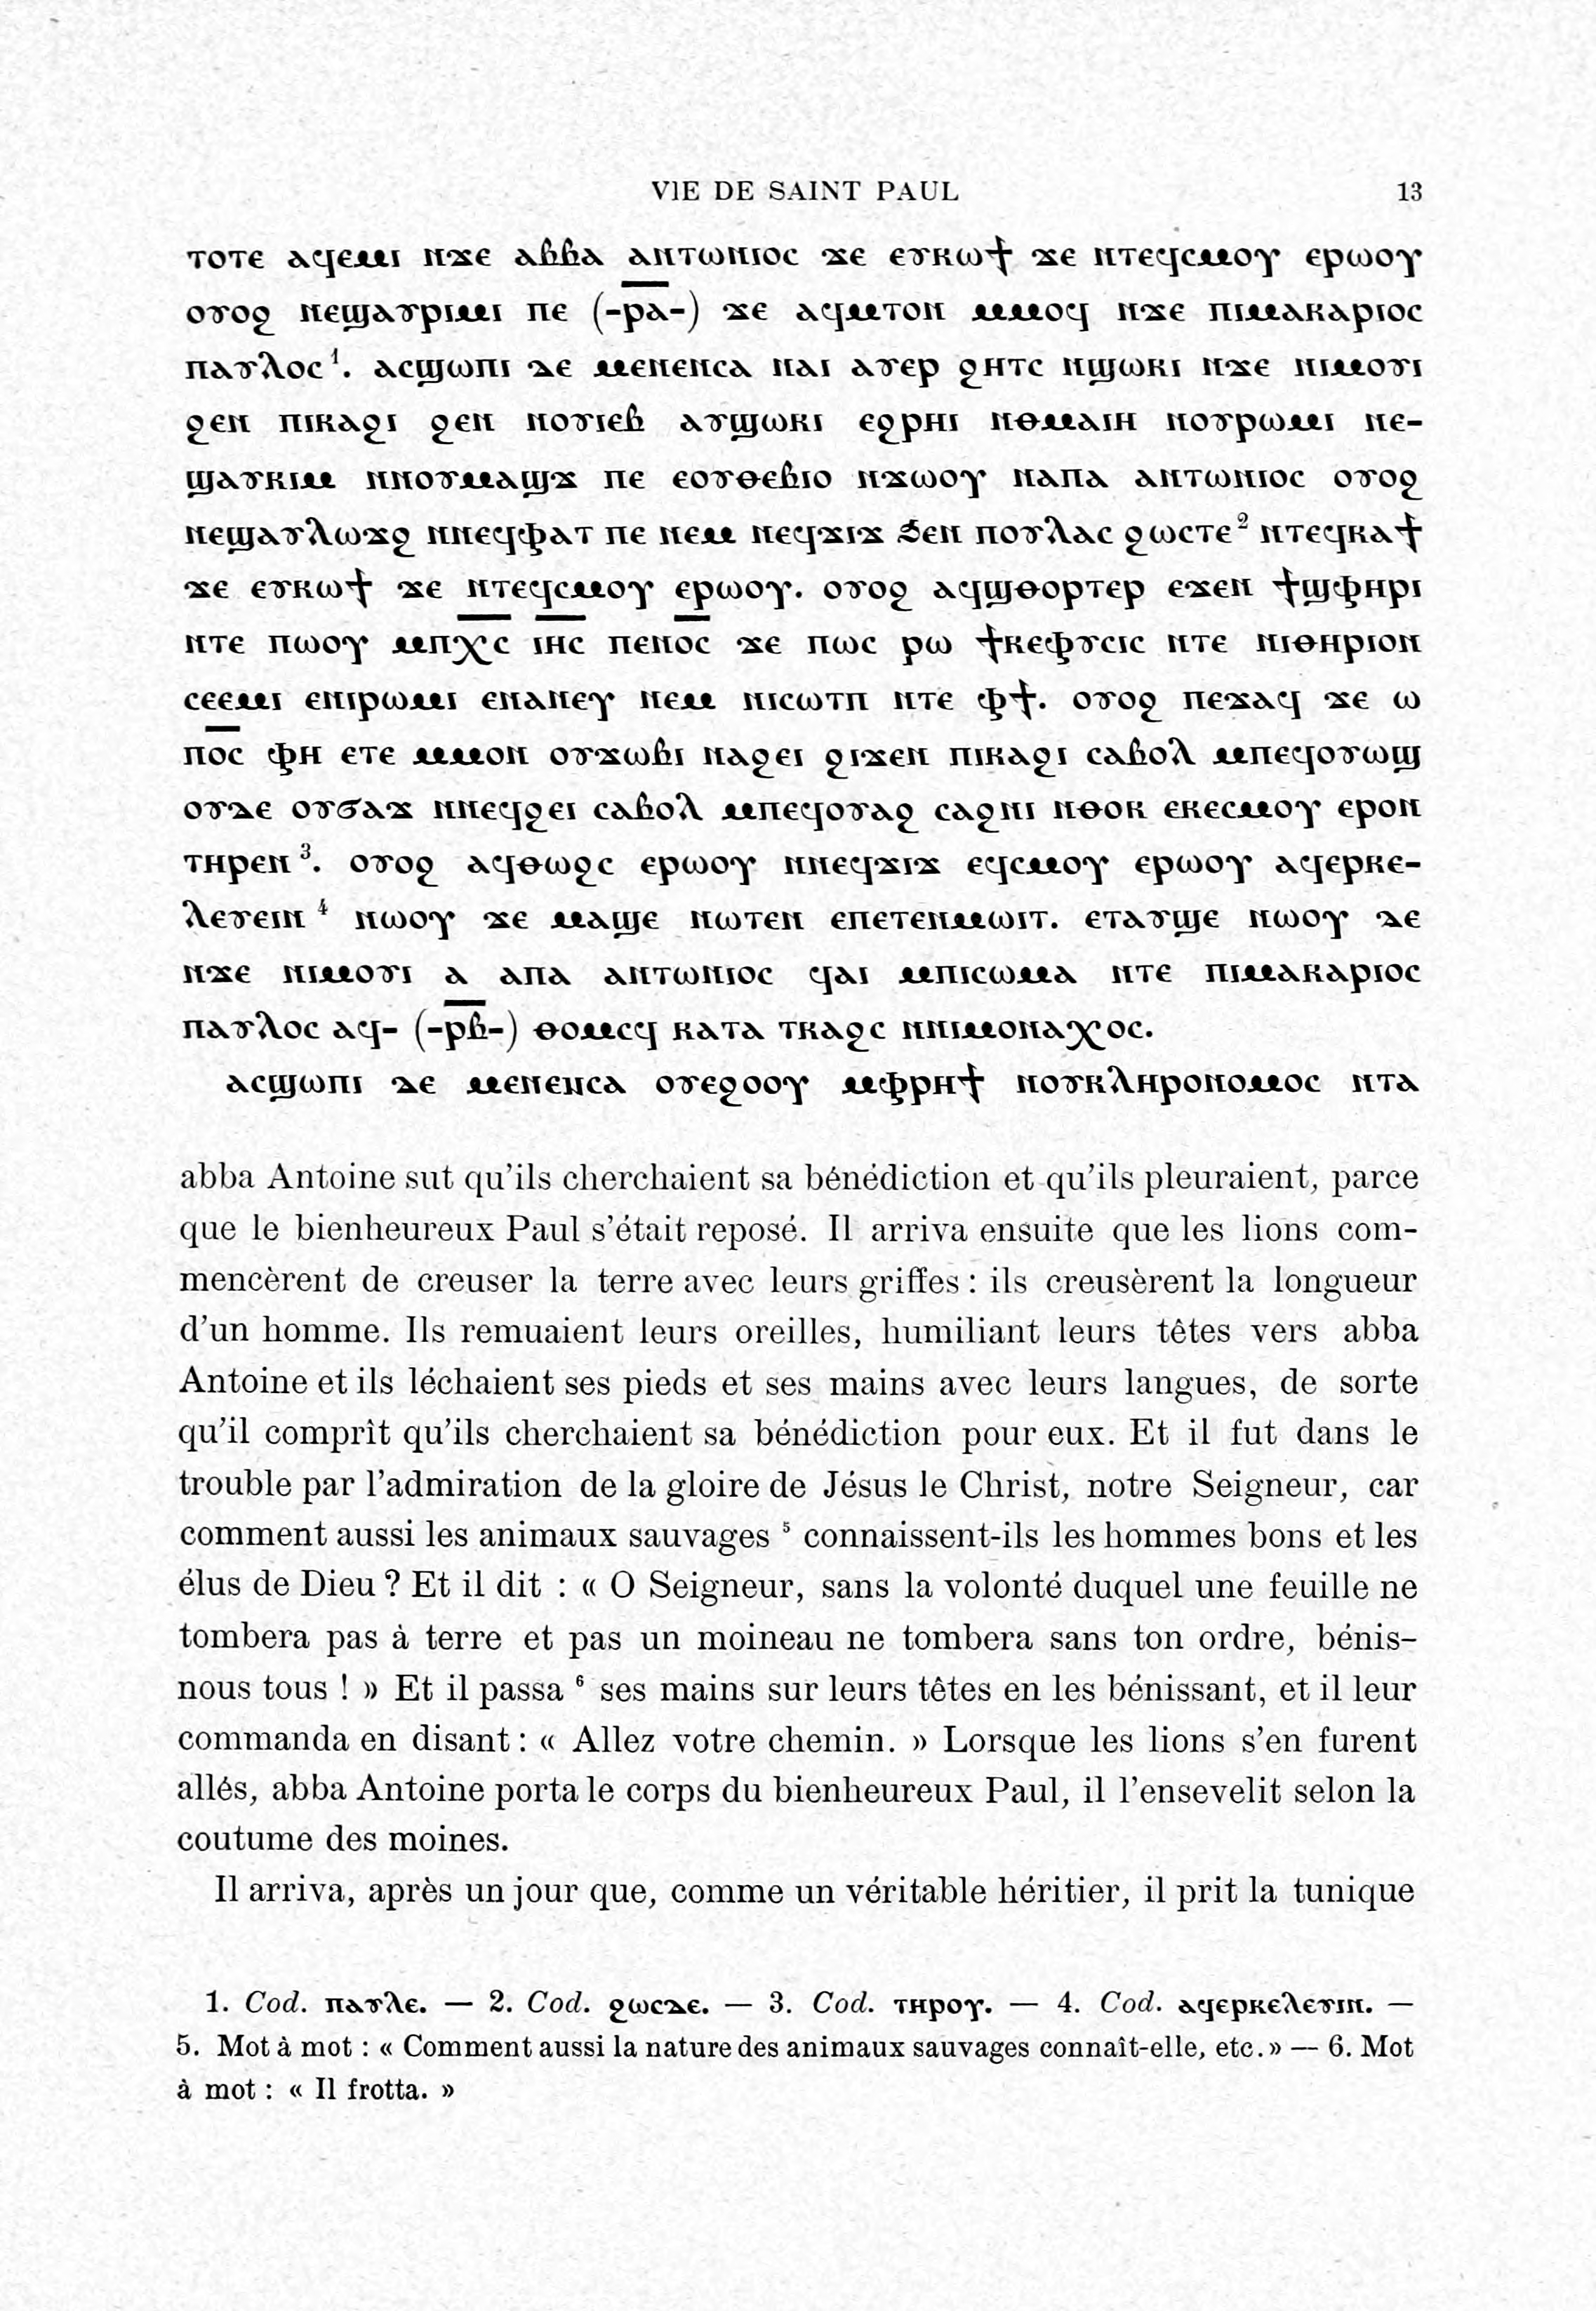 VIE DE SAINT PAUL 13
ⲧⲟⲧⲉ ⲁϥⲉⲙⲓ ⲛϫⲉ ⲁⲃⲃⲁ ⲁⲛⲧⲱⲛⲓⲟⲥ ϫⲉ ⲉⲩⲕⲱϯ ϫⲉ ⲛⲧⲉϥⲥⲙⲟⲩ ⲉⲣⲱⲟⲩ
ⲟⲩⲟϩ ⲛⲉϣⲁⲩⲣⲓⲙⲓ ⲡⲉ (-ⲣ̅ⲁ̅-) ϫⲉ ⲁϥⲙⲧⲟⲛ ⲙⲙⲟϥ ⲛϫⲉ ⲡⲓⲙⲁⲕⲁⲣⲓⲟⲥ
ⲡⲁⲩⲗⲟⲥ¹. ⲁⲥϣⲱⲡⲓ ⲇⲉ ⲙⲉⲛⲉⲛⲥⲁ ⲛⲁⲓ ⲁⲩⲉⲣ ϩⲏⲧⲥ ⲛϣⲱⲕⲓ ⲛϫⲉ ⲛⲓⲙⲟⲩⲓ
ϩⲉⲛ ⲡⲓⲕⲁϩⲓ ϩⲉⲛ ⲛⲟⲩⲓⲉⲃ ⲁⲩϣⲱⲕⲓ ⲉϩⲣⲏⲓ ⲛⲑⲙⲁⲓⲏ ⲛⲟⲩⲣⲱⲙⲓ ⲛⲉ-
ϣⲁⲩⲕⲓⲙ ⲛⲛⲟⲩⲙⲁϣϫ ⲡⲉ ⲉⲟⲩⲑⲉⲃⲓⲟ ⲛϫⲱⲟⲩ ⲛⲁⲡⲁ ⲁⲛⲧⲱⲛⲓⲟⲥ ⲟⲩⲟϩ
ⲛⲉϣⲁⲩⲗⲱϫϩ ⲛⲛⲉϥⲫⲁⲧ ⲡⲉ ⲛⲉⲙ ⲛⲉϥϫⲓϫ ϧⲉⲛ ⲡⲟⲩⲗⲁⲥ ϩⲱⲥⲧⲉ² ⲛⲧⲉϥⲕⲁϯ
ϫⲉ ⲉⲩⲕⲱϯ ϫⲉ ⲛⲧⲉϥⲥⲙⲟⲩ ⲉⲣⲱⲟⲩ. ⲟⲩⲟϩ ⲁϥϣⲑⲟⲣⲧⲉⲣ ⲉϫⲉⲛ ϯϣⲫⲏⲣⲓ
ⲛⲧⲉ ⲡⲱⲟⲩ ⲙⲡⲭ̅ⲥ̅ ⲓ̅ⲏ̅ⲥ̅ ⲡⲉⲛⲟ̅ⲥ̅ ϫⲉ ⲡⲱⲥ ⲣⲱ ϯⲕⲉⲫⲩⲥⲓⲥ ⲛⲧⲉ ⲛⲓⲑⲏⲣⲓⲟⲛ
ⲥⲉⲉⲙⲓ ⲉⲛⲓⲣⲱⲙⲓ ⲉⲛⲁⲛⲉⲩ ⲛⲉⲙ ⲛⲓⲥⲱⲧⲡ ⲛⲧⲉ ⲫϯ. ⲟⲩⲟϩ ⲡⲉϫⲁϥ ϫⲉ ⲱ
ⲡⲟ̅ⲥ̅ ⲫⲏ ⲉⲧⲉ ⲙⲙⲟⲛ ⲟⲩϫⲱⲃⲓ ⲛⲁϩⲉⲓ ϩⲓϫⲉⲛ ⲡⲓⲕⲁϩⲓ ⲥⲁⲃⲟⲗ ⲙⲡⲉϥⲟⲩⲱϣ
ⲟⲩⲇⲉ ⲟⲩϭⲁϫ ⲛⲛⲉϥϩⲉⲓ ⲥⲁⲃⲟⲗ ⲙⲡⲉϥⲟⲩⲁϩ ⲥⲁϩⲛⲓ ⲛⲑⲟⲕ ⲉⲕⲉⲥⲙⲟⲩ ⲉⲣⲟⲛ
ⲧⲏⲣⲉⲛ³. ⲟⲩⲟϩ ⲁϥⲑⲱϩⲥ ⲉⲣⲱⲟⲩ ⲛⲛⲉϥϫⲓϫ ⲉϥⲥⲙⲟⲩ ⲉⲣⲱⲟⲩ ⲁϥⲉⲣⲕⲉ-
ⲗⲉⲩⲉⲓⲛ⁴ ⲛⲱⲟⲩ ϫⲉ ⲙⲁϣⲉ ⲛⲱⲧⲉⲛ ⲉⲡⲉⲧⲉⲛⲙⲱⲓⲧ. ⲉⲧⲁⲩϣⲉ ⲛⲱⲟⲩ ⲇⲉ
ⲛϫⲉ ⲛⲓⲙⲟⲩⲓ ⲁ ⲁⲡⲁ ⲁⲛⲧⲱⲛⲓⲟⲥ ϥⲁⲓ ⲙⲡⲓⲥⲱⲙⲁ ⲛⲧⲉ ⲡⲓⲙⲁⲕⲁⲣⲓⲟⲥ
ⲡⲁⲩⲗⲟⲥ ⲁϥ- (-ⲣ̅ⲃ̅-) ⲑⲟⲙⲥϥ ⲕⲁⲧⲁ ⲧⲕⲁϩⲥ ⲛⲛⲓⲙⲟⲛⲁⲭⲟⲥ.
ⲁⲥϣⲱⲡⲓ ⲇⲉ ⲙⲉⲛⲉⲛⲥⲁ ⲟⲩⲉϩⲟⲟⲩ ⲙⲫⲣⲏϯ ⲛⲟⲩⲕⲗⲏⲣⲟⲛⲟⲙⲟⲥ ⲛⲧⲁ
abba Antoine sut qu'ils cherchaient sa bénédiction et qu'ils pleuraient, parce
que le bienheureux Paul s'était reposé. Il arriva ensuite que les lions com-
mencèrent de creuser la terre avec leurs griffes : ils creusèrent la longueur
d'un homme. Ils remuaient leurs oreilles, humiliant leurs têtes vers abba
Antoine et ils léchaient ses pieds et ses mains avec leurs langues, de sorte
qu'il comprît qu'ils cherchaient sa bénédiction pour eux. Et il fut dans le
trouble par l'admiration de la gloire de Jésus le Christ, notre Seigneur, car
comment aussi les animaux sauvages ⁵ connaissent-ils les hommes bons et les
élus de Dieu ? Et il dit : « O Seigneur, sans la volonté duquel une feuille ne
tombera pas à terre et pas un moineau ne tombera sans ton ordre, bénis-
nous tous ! » Et il passa ⁶ ses mains sur leurs têtes en les bénissant, et il leur
commanda en disant : « Allez votre chemin. » Lorsque les lions s'en furent
allés, abba Antoine porta le corps du bienheureux Paul, il l'ensevelit selon la
coutume des moines.
Il arriva, après un jour que, comme un véritable héritier, il prit la tunique
1. Cod. ⲡⲁⲩⲗⲉ. — 2. Cod. ϩⲱⲥⲇⲉ. — 3. Cod. ⲧⲏⲣⲟⲩ. — 4. Cod. ⲁϥⲉⲣⲕⲉⲗⲉⲩⲓⲛ. —
5. Mot à mot : « Comment aussi la nature des animaux sauvages connaît-elle, etc. » — 6. Mot
à mot : « Il frotta. »